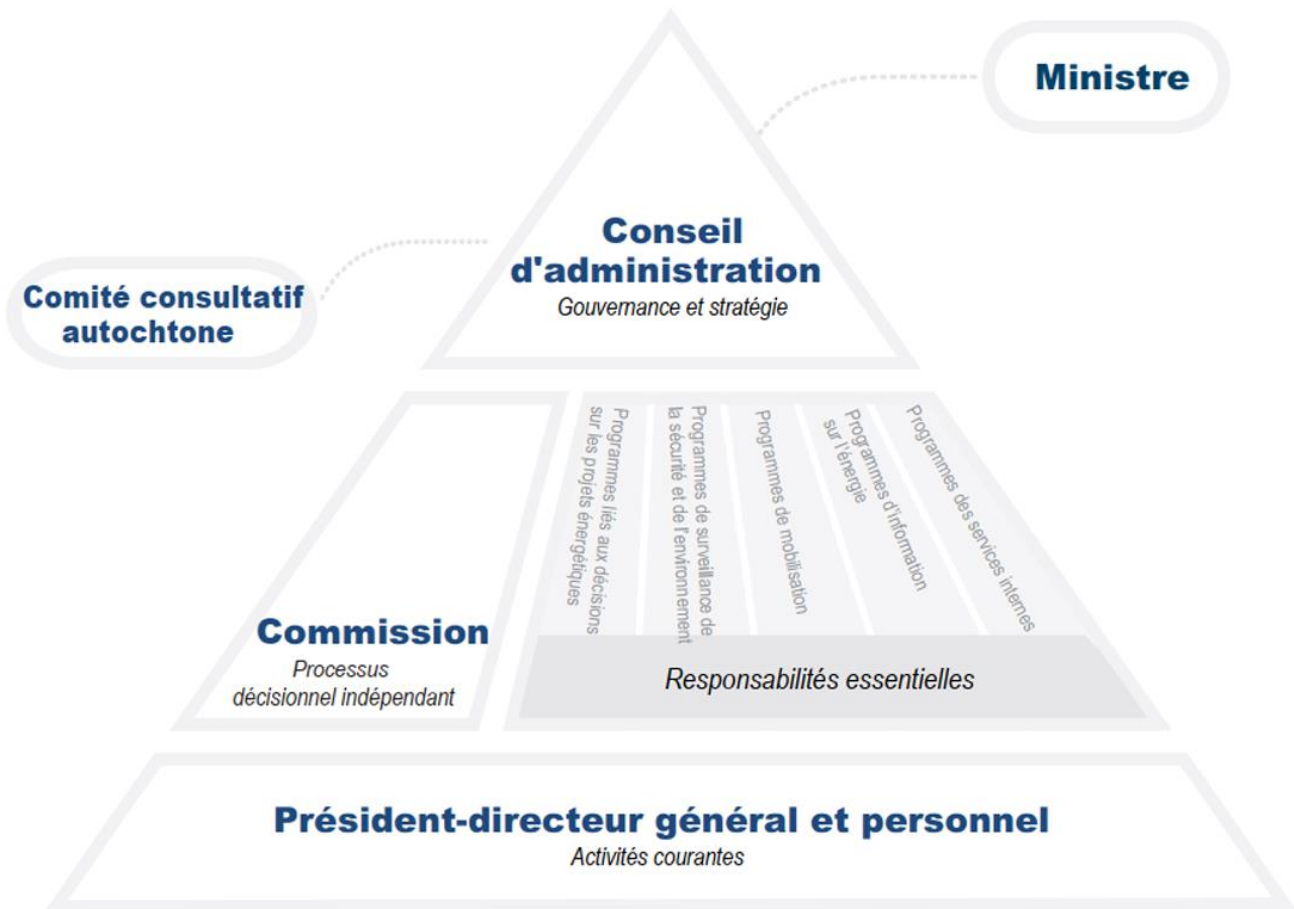 Ministre
Conseil
d'administration
Gouvernance et stratégie
Comité consultatif
autochtone
Programmes liés aux décisions
sur les projets énergétiques
Programmes de surveillance de
la sécurité et de l'environnement
Programmes de mobilisation
Programmes d'information
sur l'énergie
Programmes des services internes
Commission
Processus
décisionnel indépendant
Responsabilités essentielles
Président-directeur général et personnel
Activités courantes